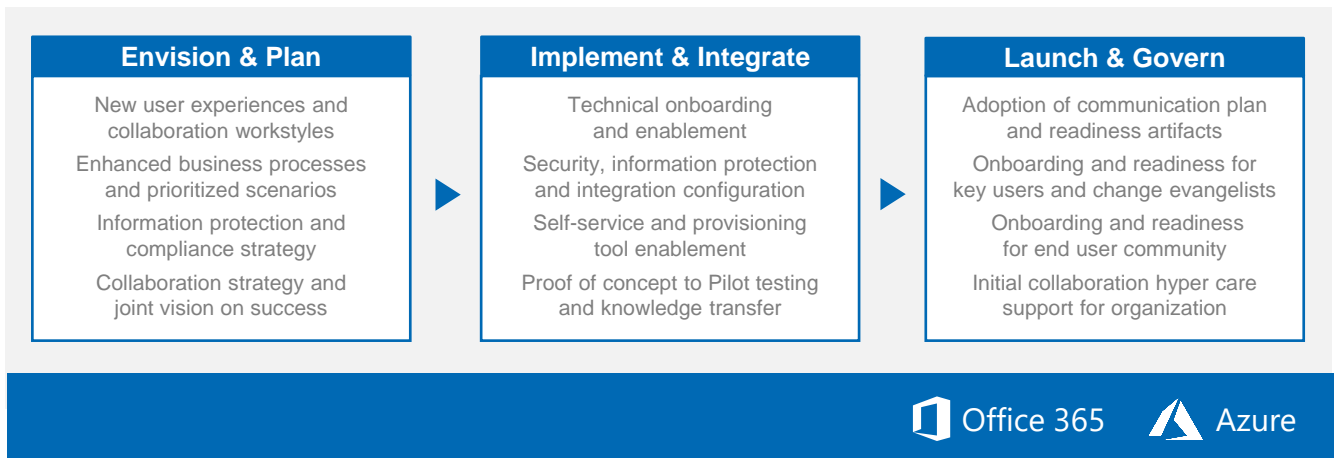 Envision & Plan
New user experiences and
collaboration workstyles
Enhanced business processes
and prioritized scenarios
Information protection and
compliance strategy
Collaboration strategy and
joint vision on success
Implement & Integrate
Technical onboarding
and enablement
Security, information protection
and integration configuration
Self-service and provisioning
tool enablement
Proof of concept to Pilot testing
and knowledge transfer
Launch & Govern
Adoption of communication plan
and readiness artifacts
Onboarding and readiness for
key users and change evangelists
Onboarding and readiness
for end user community
Initial collaboration hyper care
support for organization
Office 365
Azure